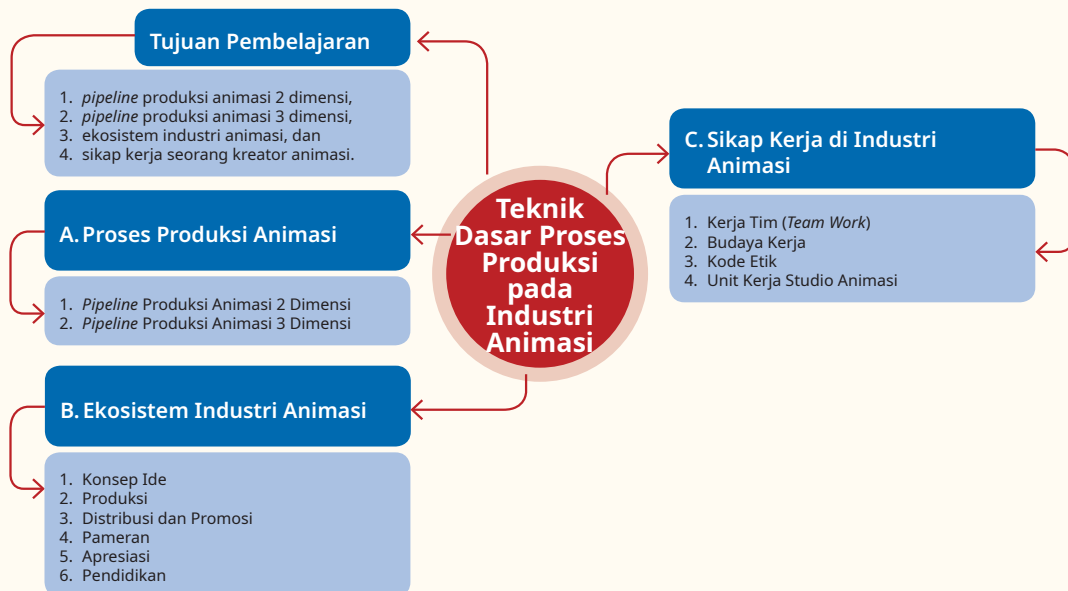 Tujuan Pembelajaran
1. pipeline produksi animasi 2 dimensi,
2. pipeline produksi animasi 3 dimensi,
3. ekosistem industri animasi, dan
4. sikap kerja seorang kreator animasi.
A. Proses Produksi Animasi
1. Pipeline Produksi Animasi 2 Dimensi
2. Pipeline Produksi Animasi 3 Dimensi
B. Ekosistem Industri Animasi
1. Konsep Ide
2. Produksi
3. Distribusi dan Promosi
4. Pameran
5. Apresiasi
6. Pendidikan
Teknik
Dasar Proses
Produksi
pada
Industri
Animasi
C. Sikap Kerja di Industri
Animasi
1. Kerja Tim (Team Work)
2. Budaya Kerja
3. Kode Etik
4. Unit Kerja Studio Animasi